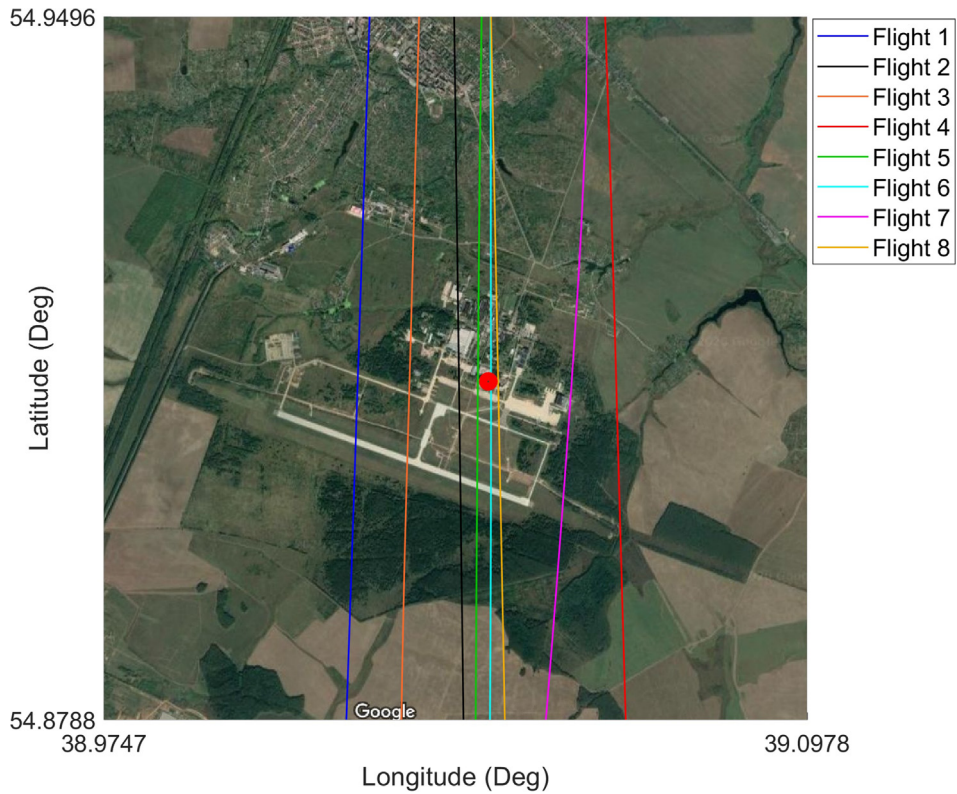 54.9496
Flight 1
Flight 2
Flight 3
Flight 4
Flight 5
Flight 6
Flight 7
Flight 8
Latitude (Deg)
Google
54.8788
38.9747
39.0978
Longitude (Deg)